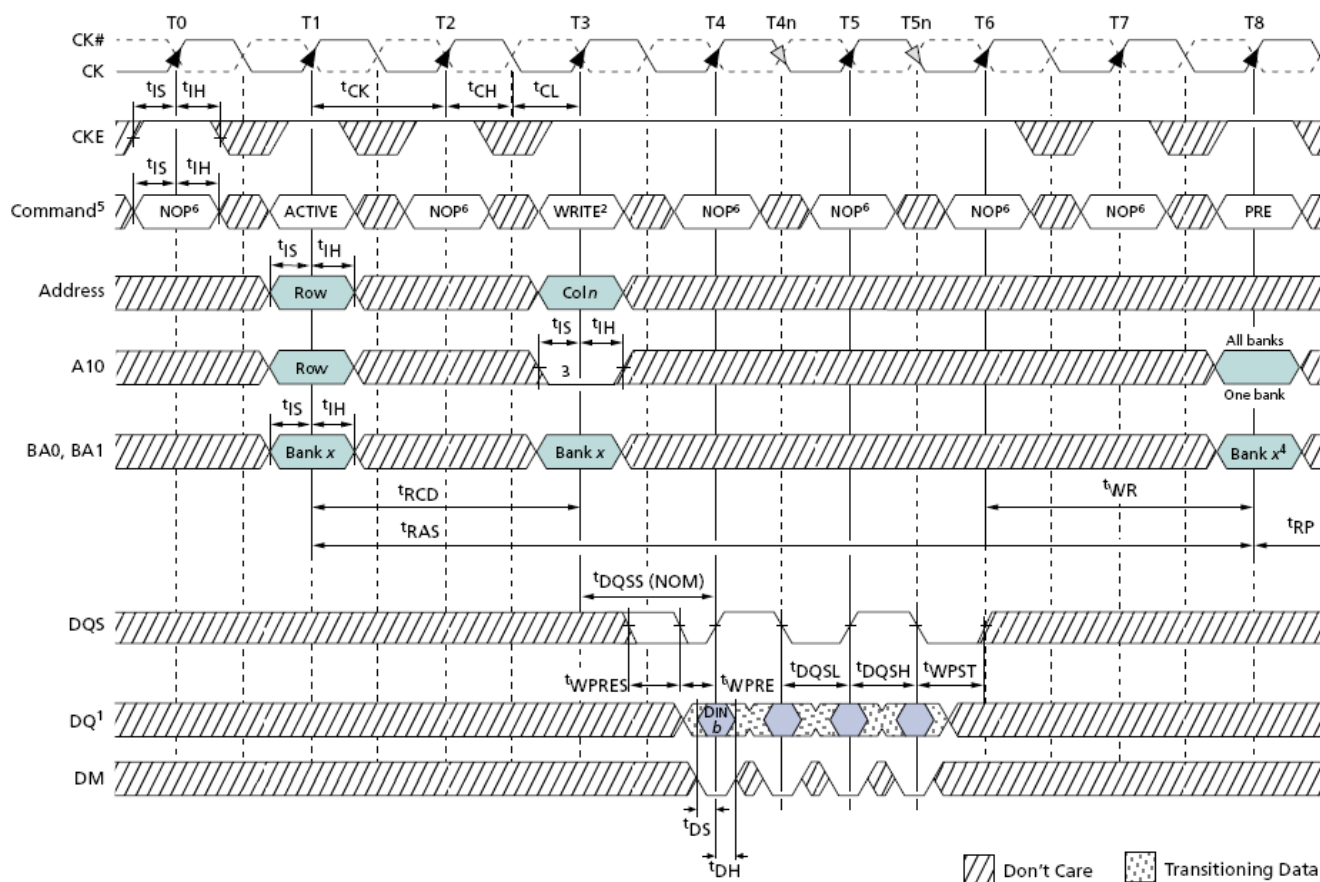 T0 T1 T2 T3 T4 T4n T5 T5n T6 T7 T8
CK#
CK
tIS tIH tCK tCH tCL
CKE
tIS tIH
Command5 NOP6 ACTIVE NOP6 WRITE2 NOP6 NOP6 NOP6 NOP6 PRE
tIS tIH
Address Row Col n
tIS tIH All banks
A10 Row 3
One bank
tIS tIH
BA0, BA1 Bank x Bank x Bank x4
tRCD tWR
tRAS tRP
tDQSS (NOM)
DQS
tDQSL tDQSH tWPST
tWPRES tWPRE
DQ1 DIN
b
DM
tDS
tDH
Don't Care Transitioning Data